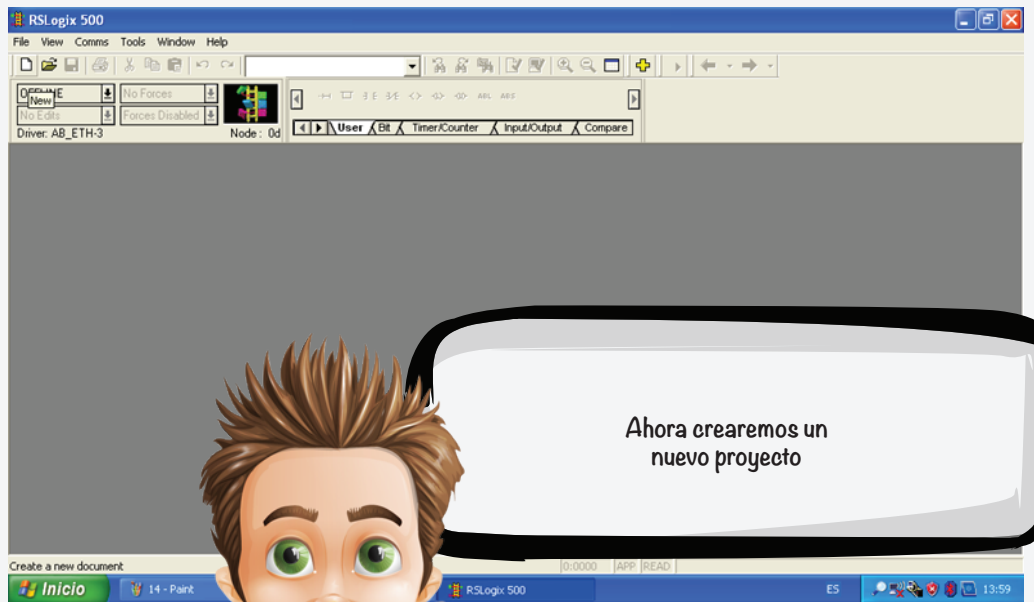 RSLogix 500
File View Comms Tools Window Help
OFFLINE No Forces
New
No Edits Forces Disabled
Driver: AB_ETH-3 Node : 0d
ABL ABS
User Bit Timer/Counter Input/Output Compare
Ahora crearemos un
nuevo proyecto
Create a new document 0:0000 APP READ
Inicio 14 - Paint RSLogix 500 ES 13:59